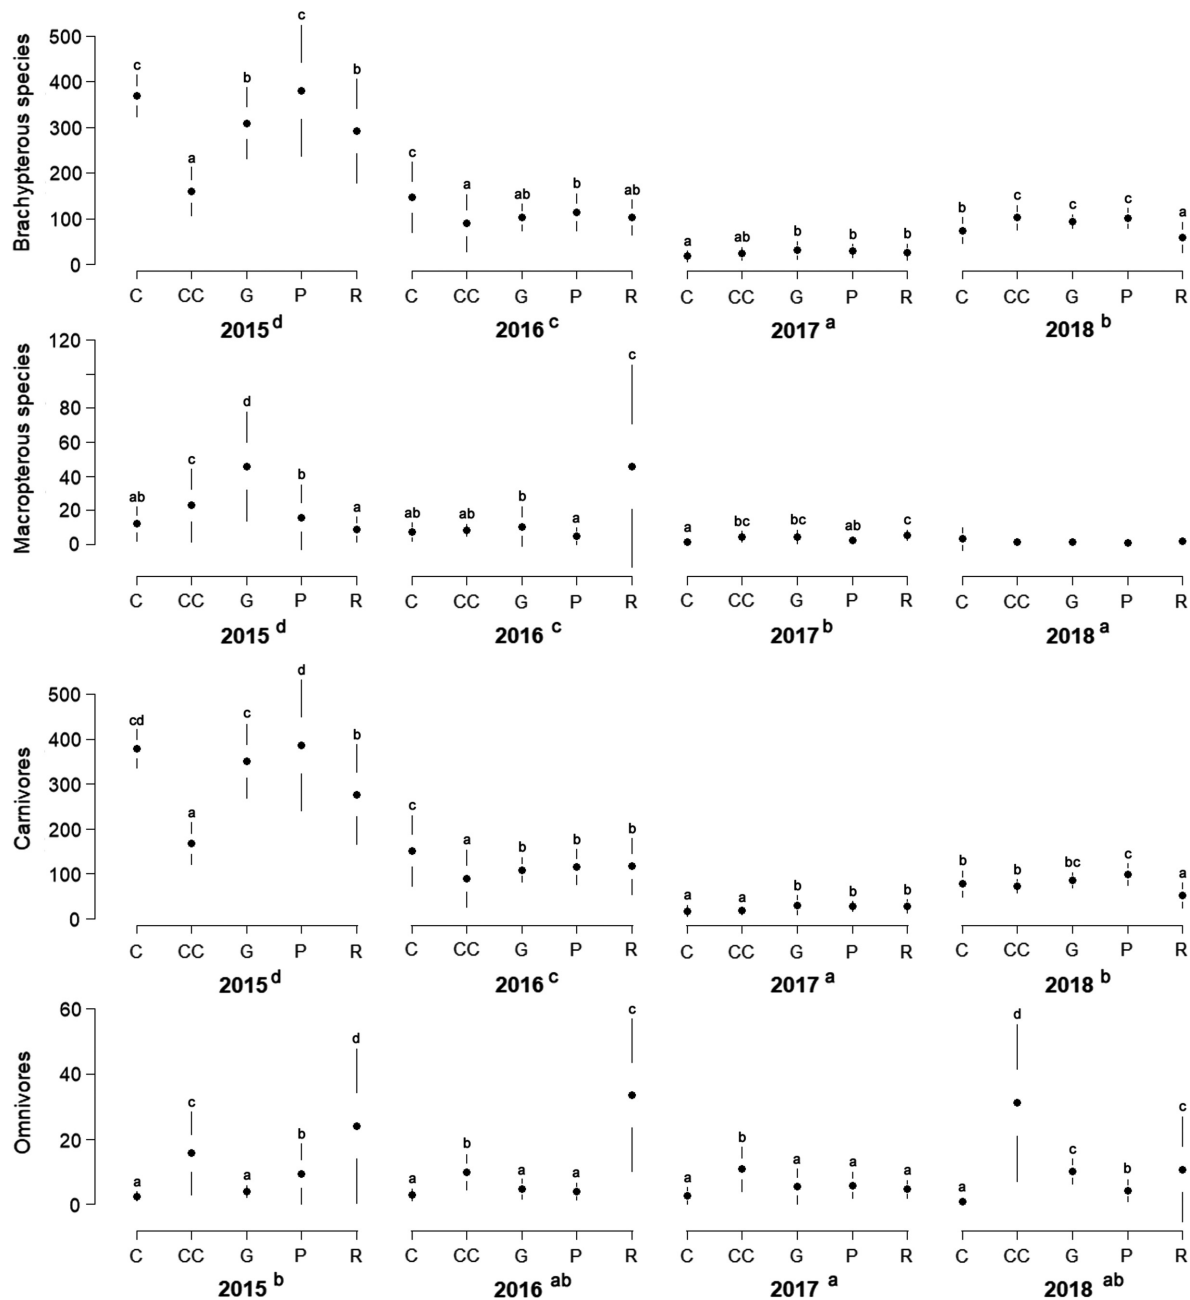 Brachypterous species
500
400
300
200
100
0
c a b c b
c a ab b ab
a ab b b b
b c c c a
C CC G P R C CC G P R C CC G P R C CC G P R
2015 d 2016 c 2017 a 2018 b
Macropterous species
120
80
60
40
20
0
ab c d b a
ab ab b a c
a bc bc ab c
C CC G P R C CC G P R C CC G P R C CC G P R
2015 d 2016 c 2017 b 2018 a
Carnivores
500
400
300
200
100
0
cd a c d b
c a b b b
a a b b b
b b bc c a
C CC G P R C CC G P R C CC G P R C CC G P R
2015 d 2016 c 2017 a 2018 b
Omnivores
60
40
20
0
a c a b d
a b a a c
a b a a a
a d c b c
C CC G P R C CC G P R C CC G P R C CC G P R
2015 b 2016 ab 2017 a 2018 ab